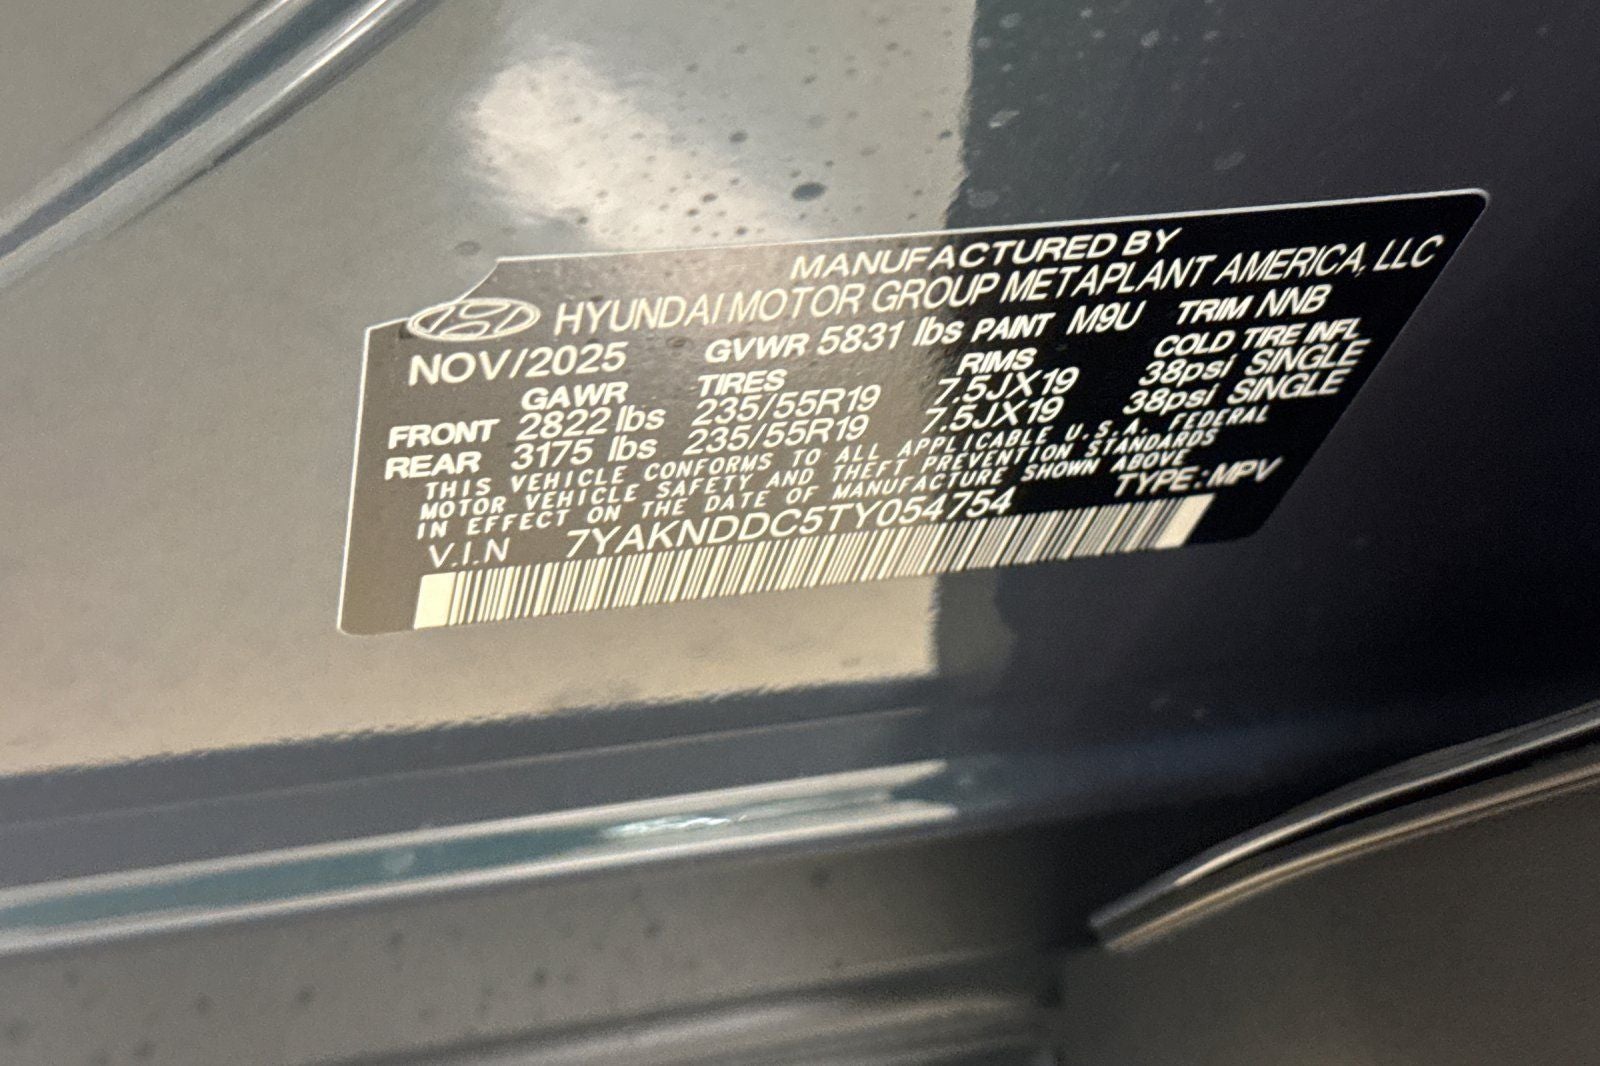 MANUFACTURED BY
HYUNDAI MOTOR GROUP METAPLANT AMERICA, LLC
NOV/2025 GVWR 5831 lbs PAINT M9U TRIM NNB
GAWR TIRES RIMS COLD TIRE INFL
FRONT 2822 lbs 235/55R19 7.5JX19 38psi SINGLE
REAR 3175 lbs 235/55R19 7.5JX19 38psi SINGLE
THIS VEHICLE CONFORMS TO ALL APPLICABLE U.S.A. FEDERAL
MOTOR VEHICLE SAFETY AND THEFT PREVENTION STANDARDS
IN EFFECT ON THE DATE OF MANUFACTURE SHOWN ABOVE
V.I.N 7YAKNDDC5TY054754 TYPE:MPV